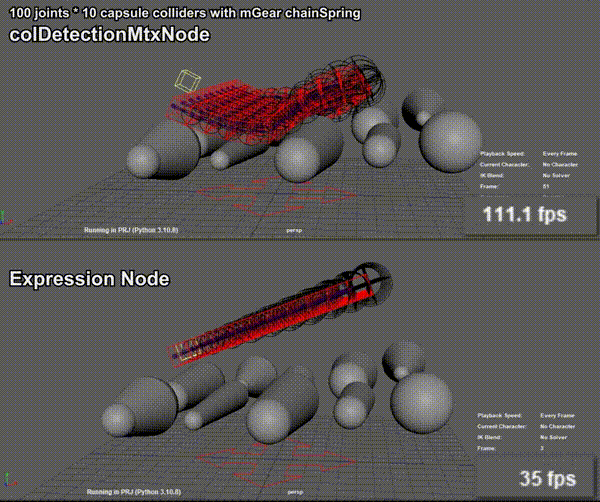 100 joints * 10 capsule colliders with mGear chainSpring
colDetectionMtxNode
Playback Speed: Every Frame
Current Character: No Character
IK Blend: No Solver
Frame: 51
111.1 fps
Running in PRJ (Python 3.10.8)
persp
Expression Node
Playback Speed: Every Frame
Current Character: No Character
IK Blend: No Solver
Frame: 3
35 fps
Running in PRJ (Python 3.10.8)
persp